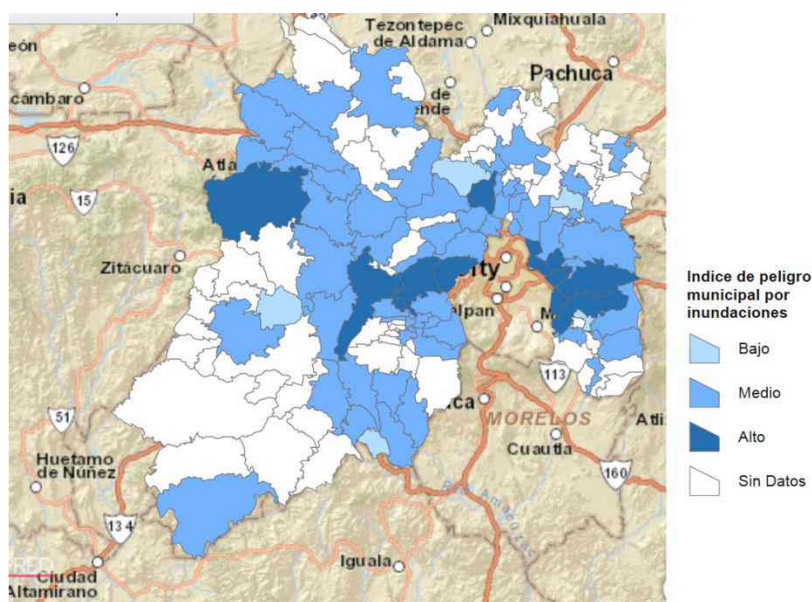 Mixquiahuala
Tezontepec
de Aldama
Pachuca
de
ende
eón
cámbaro
126
Atla
ia
15
Zitácuaro
ity
alpan
M
113
ca
MORELOS
Cuautla
Atli
51
Huetamo
de Núñez
160
134
Iguala
Ciudad
Altamirano
Indice de peligro
municipal por
inundaciones
Bajo
Medio
Alto
Sin Datos